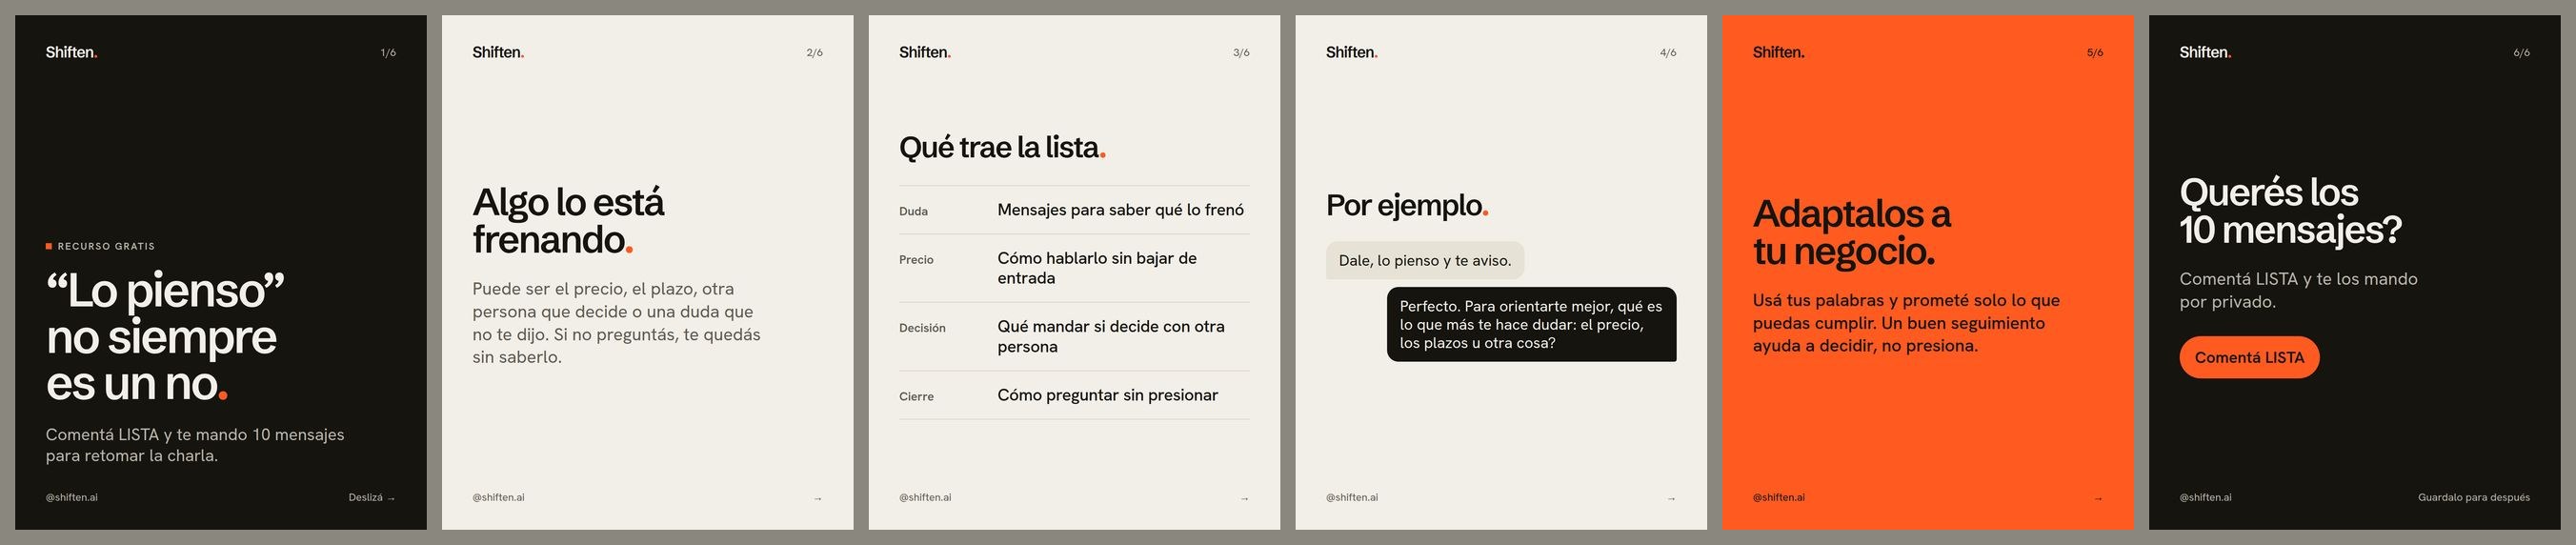 Shiften.
1/6
RECURSO GRATIS
“Lo pienso”
no siempre
es un no.
Comentá LISTA y te mando 10 mensajes
para retomar la charla.
@shiften.ai
Deslizá →
Shiften.
2/6
Algo lo está
frenando.
Puede ser el precio, el plazo, otra
persona que decide o una duda que
no te dijo. Si no preguntás, te quedás
sin saberlo.
@shiften.ai
→
Shiften.
3/6
Qué trae la lista.
Duda
Mensajes para saber qué lo frenó
Precio
Cómo hablarlo sin bajar de
entrada
Decisión
Qué mandar si decide con otra
persona
Cierre
Cómo preguntar sin presionar
@shiften.ai
→
Shiften.
4/6
Por ejemplo.
Dale, lo pienso y te aviso.
Perfecto. Para orientarte mejor, qué es
lo que más te hace dudar: el precio,
los plazos u otra cosa?
@shiften.ai
→
Shiften.
5/6
Adaptalos a
tu negocio.
Usá tus palabras y prometé solo lo que
puedas cumplir. Un buen seguimiento
ayuda a decidir, no presiona.
@shiften.ai
→
Shiften.
6/6
Querés los
10 mensajes?
Comentá LISTA y te los mando
por privado.
Comentá LISTA
@shiften.ai
Guardalo para después